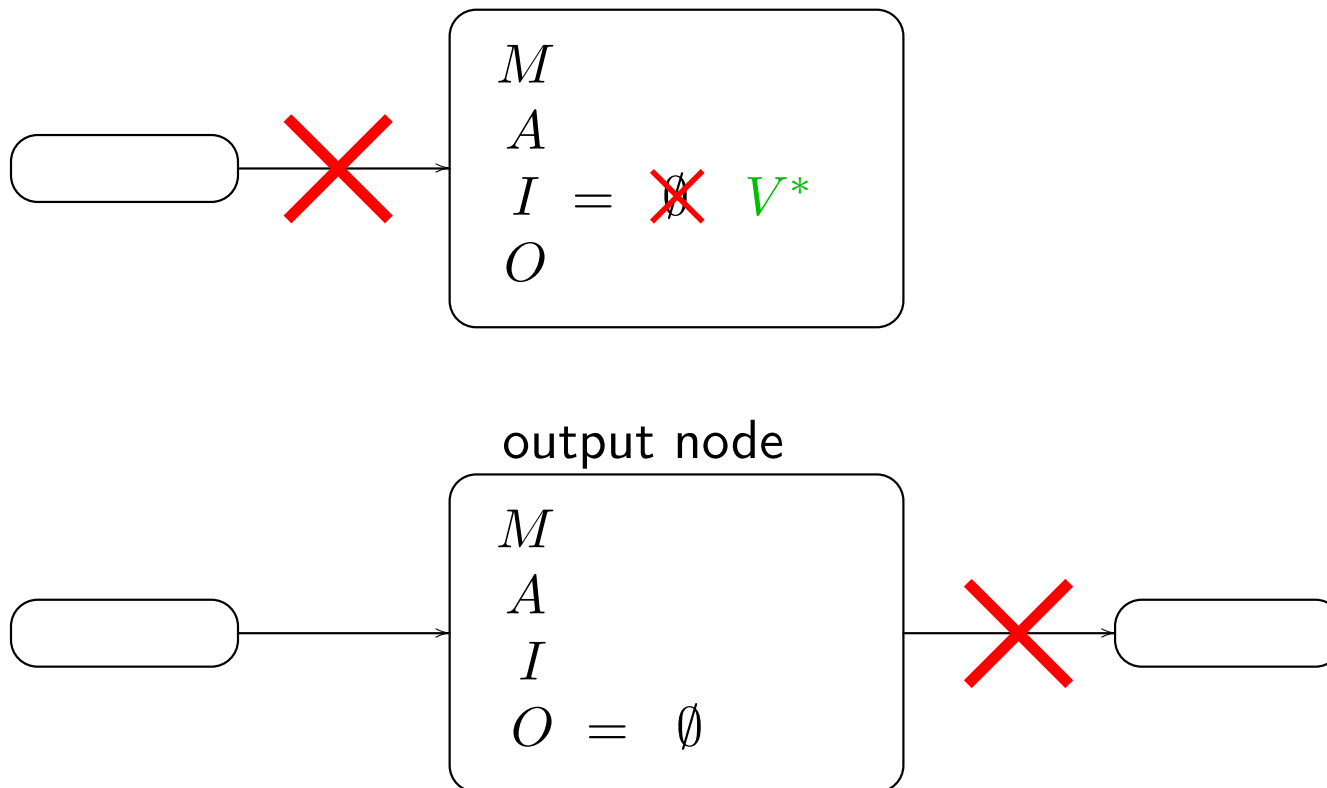 M
A
I = ∅ V*
O
output node
M
A
I
O = ∅